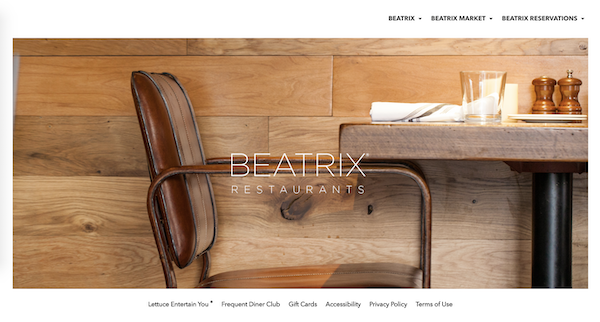 BEATRIX BEATRIX MARKET BEATRIX RESERVATIONS
BEATRIX®
RESTAURANTS
Lettuce Entertain You® Frequent Diner Club Gift Cards Accessibility Privacy Policy Terms of Use